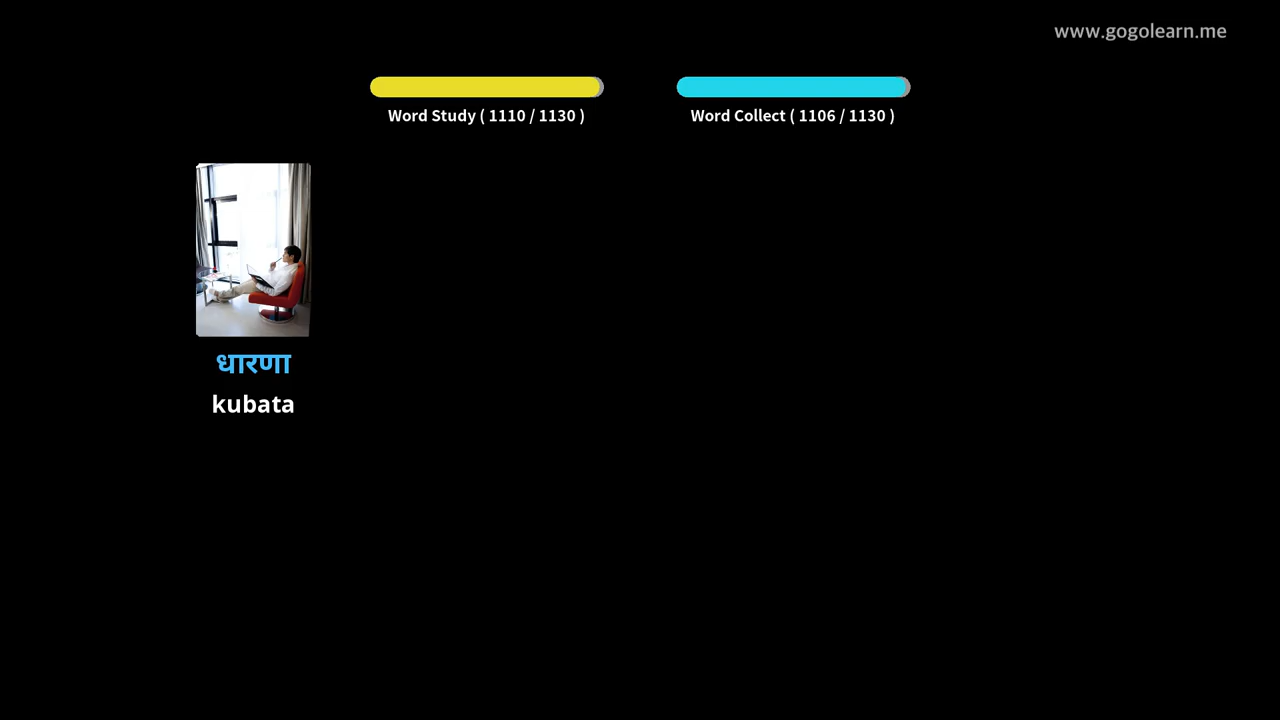 www.gogolearn.me
Word Study ( 1110 / 1130 )
Word Collect ( 1106 / 1130 )
धारणा
kubata